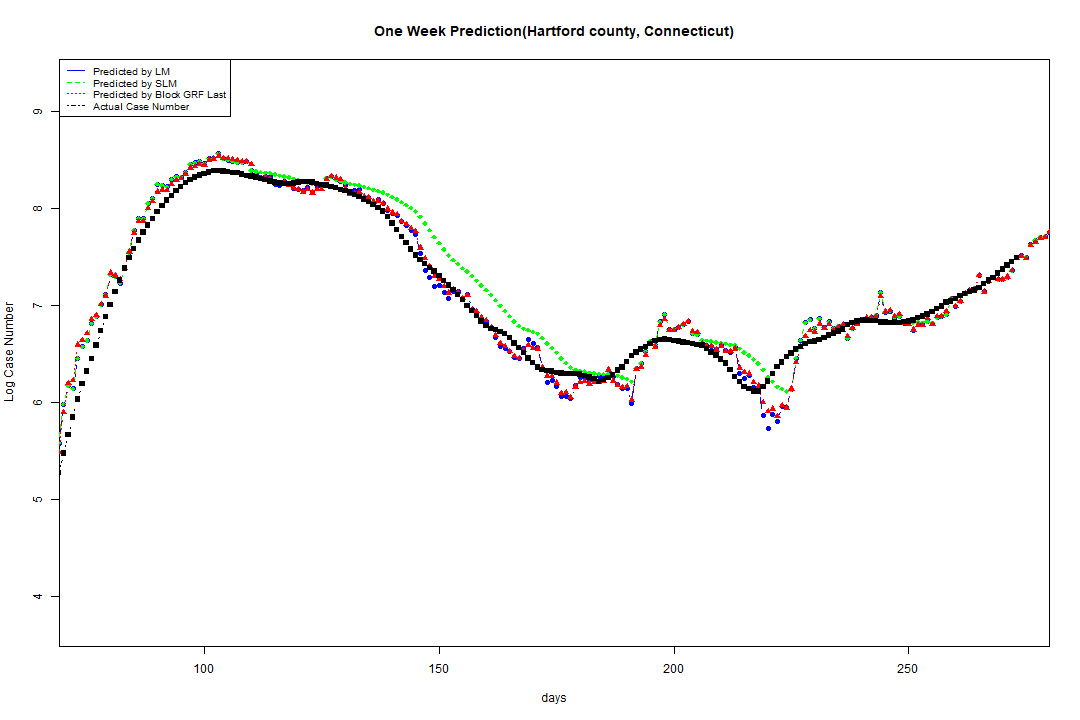 One Week Prediction(Hartford county, Connecticut)
Predicted by LM
Predicted by SLM
Predicted by Block GRF Last
Actual Case Number
9
8
7
6
5
4
Log Case Number
100 150 200 250
days